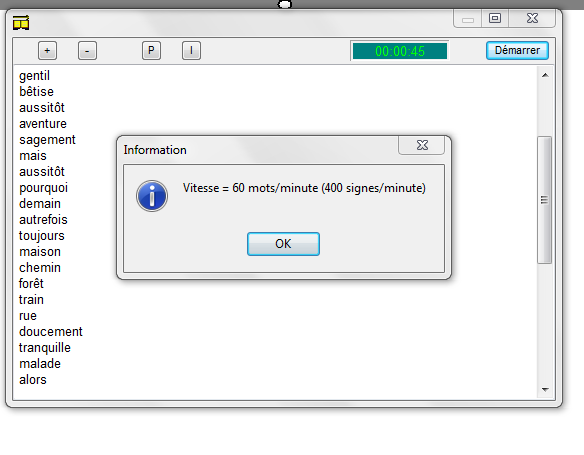 + - P I 00:00:45 Démarrer
gentil
bêtise
aussitôt
aventure
sagement
mais
aussitôt
pourquoi
demain
autrefois
toujours
maison
chemin
forêt
train
rue
doucement
tranquille
malade
alors
Information
Vitesse = 60 mots/minute (400 signes/minute)
OK